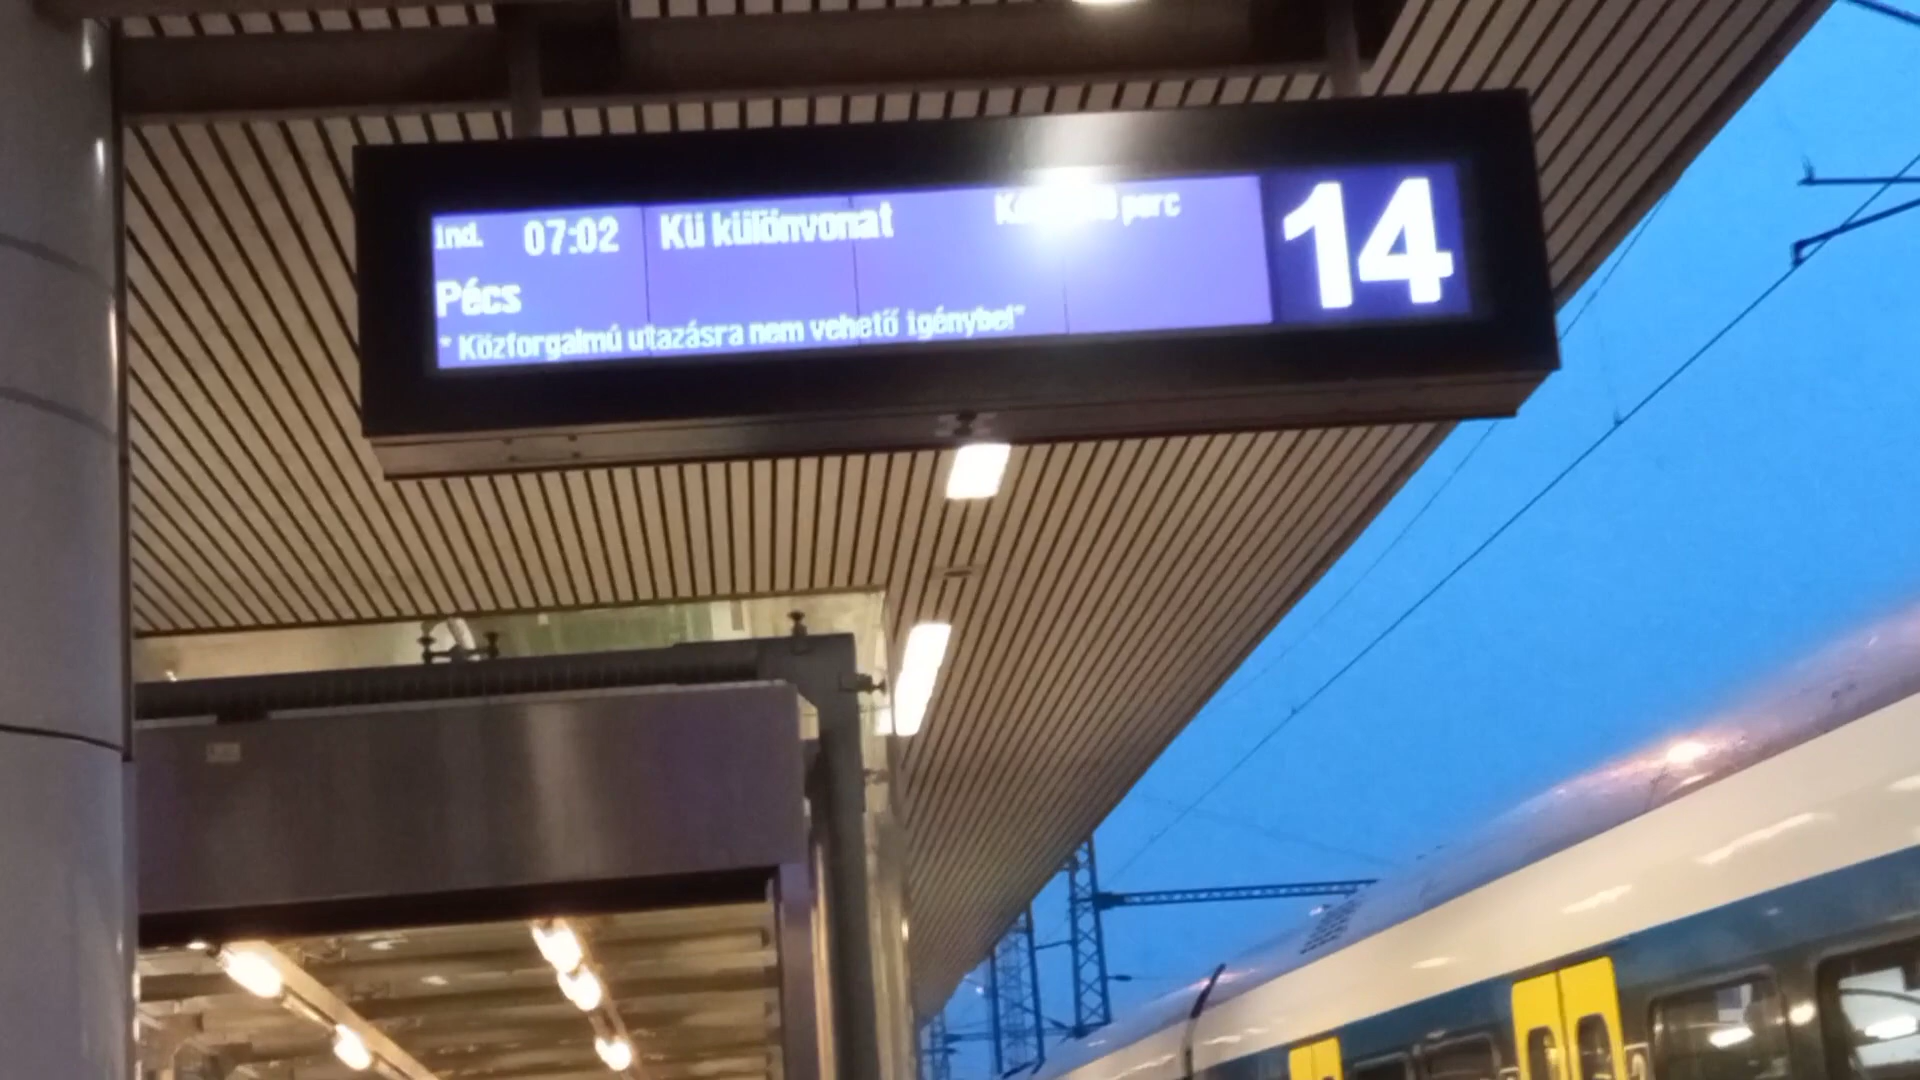 ind. 07:02 Kü különvonat perc 14
Pécs
* Közforgalmú utazásra nem vehető igénybe!*